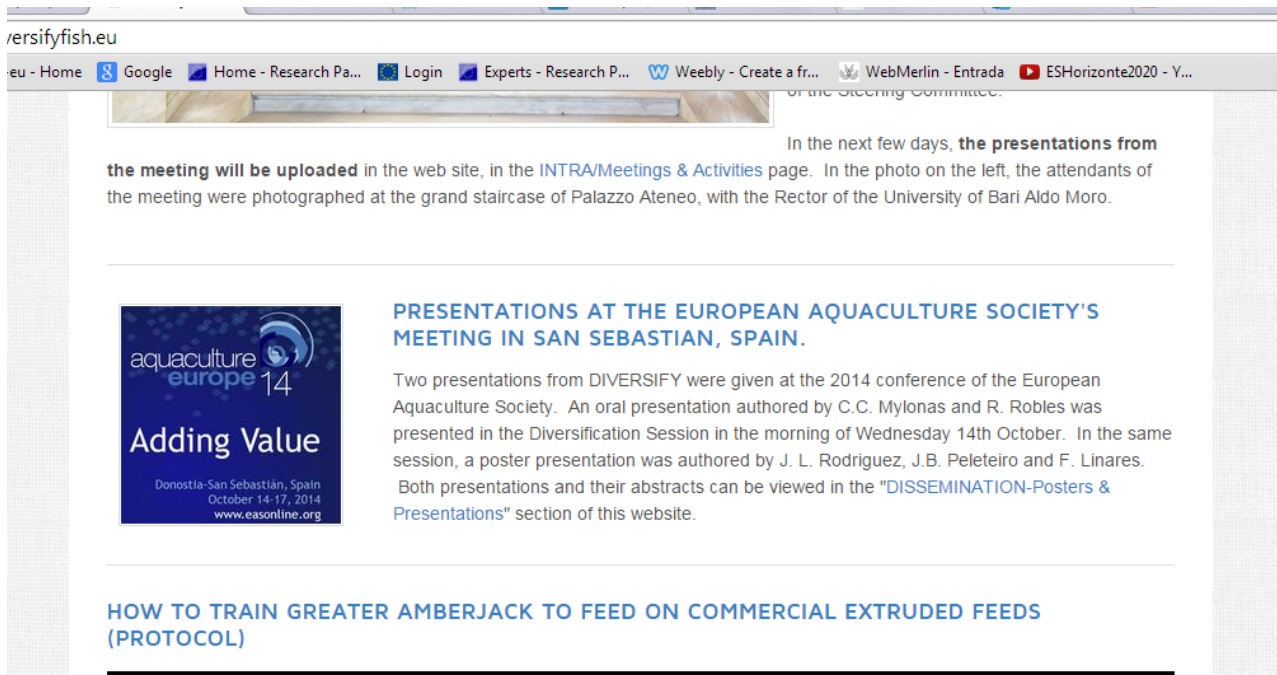 versifyfish.eu
-eu - Home Google Home - Research Pa... Login Experts - Research P... Weebly - Create a fr... WebMerlin - Entrada ESHorizonte2020 - Y...
of the Steering Committee.
In the next few days, the presentations from
the meeting will be uploaded in the web site, in the INTRA/Meetings & Activities page. In the photo on the left, the attendants of
the meeting were photographed at the grand staircase of Palazzo Ateneo, with the Rector of the University of Bari Aldo Moro.
aquaculture
europe 14
Adding Value
Donostia-San Sebastián, Spain
October 14-17, 2014
www.easonline.org
PRESENTATIONS AT THE EUROPEAN AQUACULTURE SOCIETY'S
MEETING IN SAN SEBASTIAN, SPAIN.
Two presentations from DIVERSIFY were given at the 2014 conference of the European
Aquaculture Society. An oral presentation authored by C.C. Mylonas and R. Robles was
presented in the Diversification Session in the morning of Wednesday 14th October. In the same
session, a poster presentation was authored by J. L. Rodriguez, J.B. Peleteiro and F. Linares.
Both presentations and their abstracts can be viewed in the "DISSEMINATION-Posters &
Presentations" section of this website.
HOW TO TRAIN GREATER AMBERJACK TO FEED ON COMMERCIAL EXTRUDED FEEDS
(PROTOCOL)